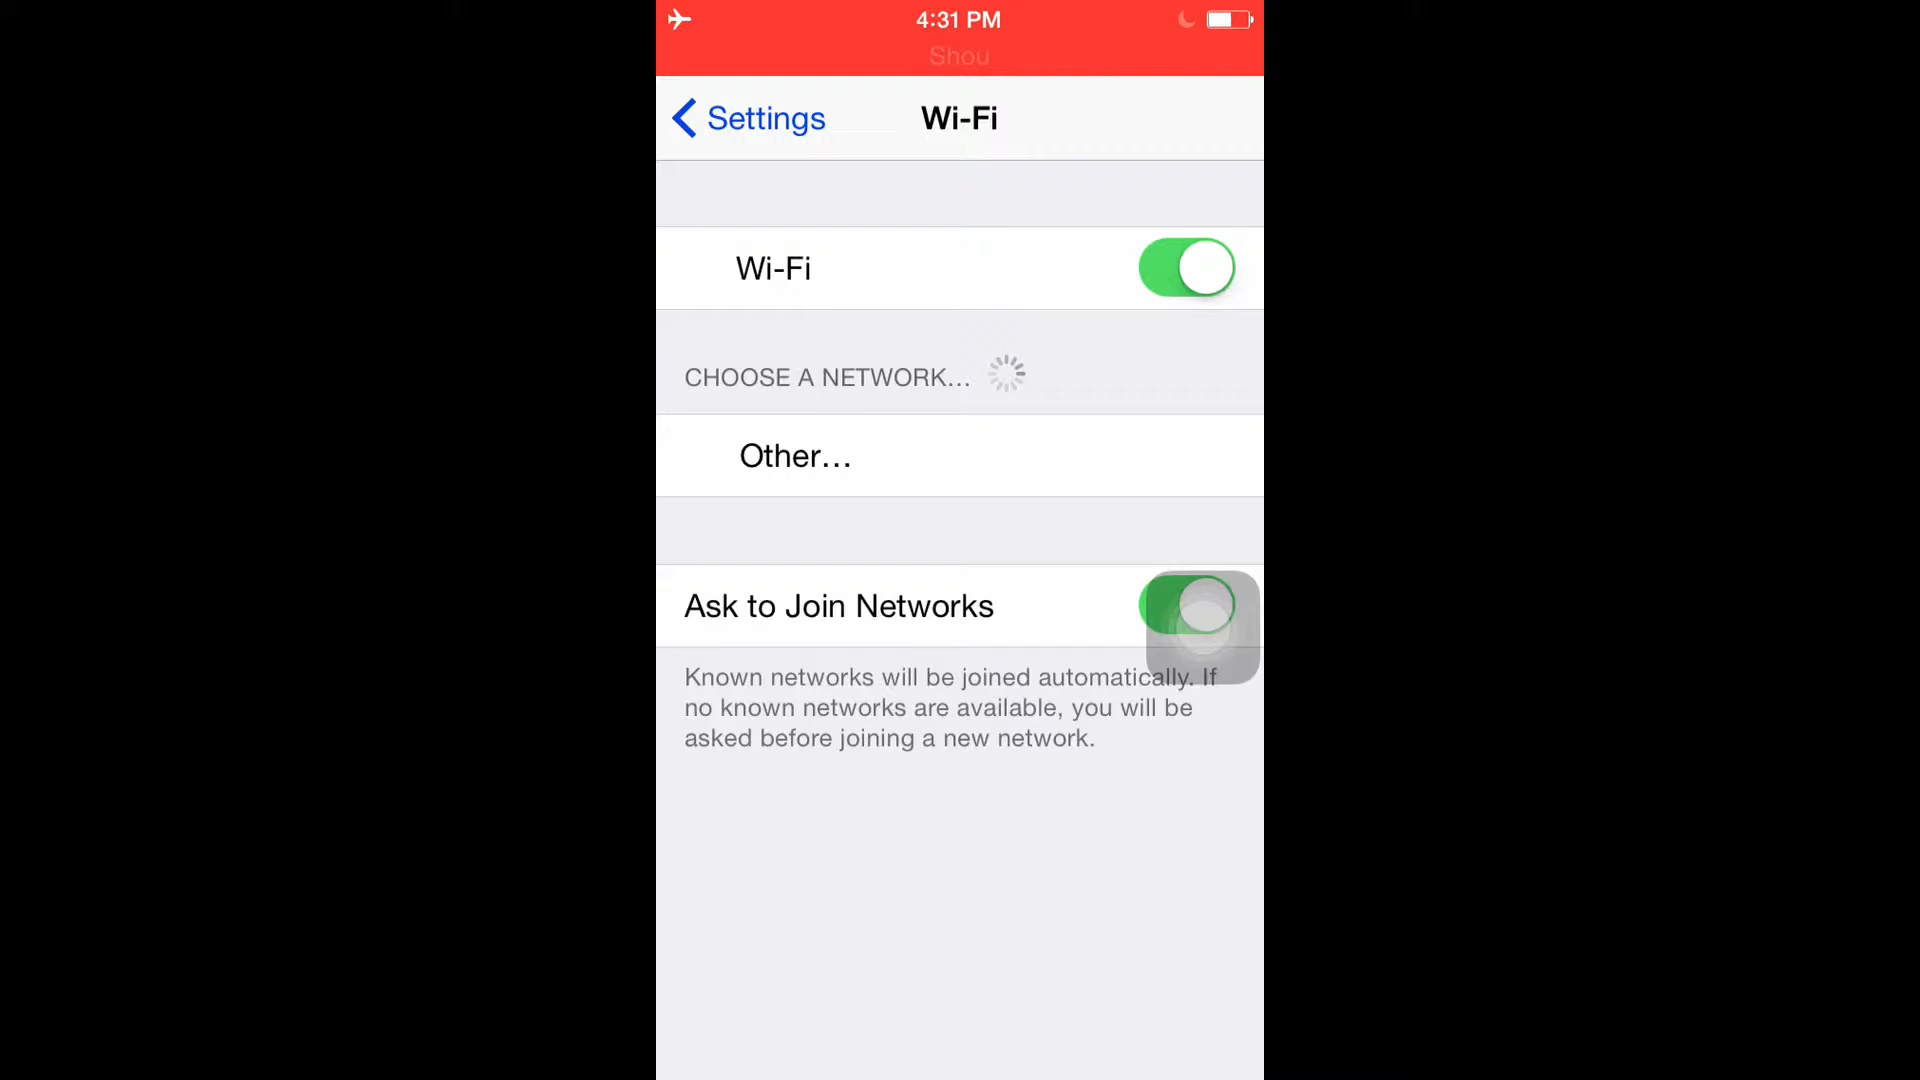 4:31 PM
Shou
Settings
Wi-Fi
Wi-Fi
CHOOSE A NETWORK...
Other...
Ask to Join Networks
Known networks will be joined automatically. If
no known networks are available, you will be
asked before joining a new network.